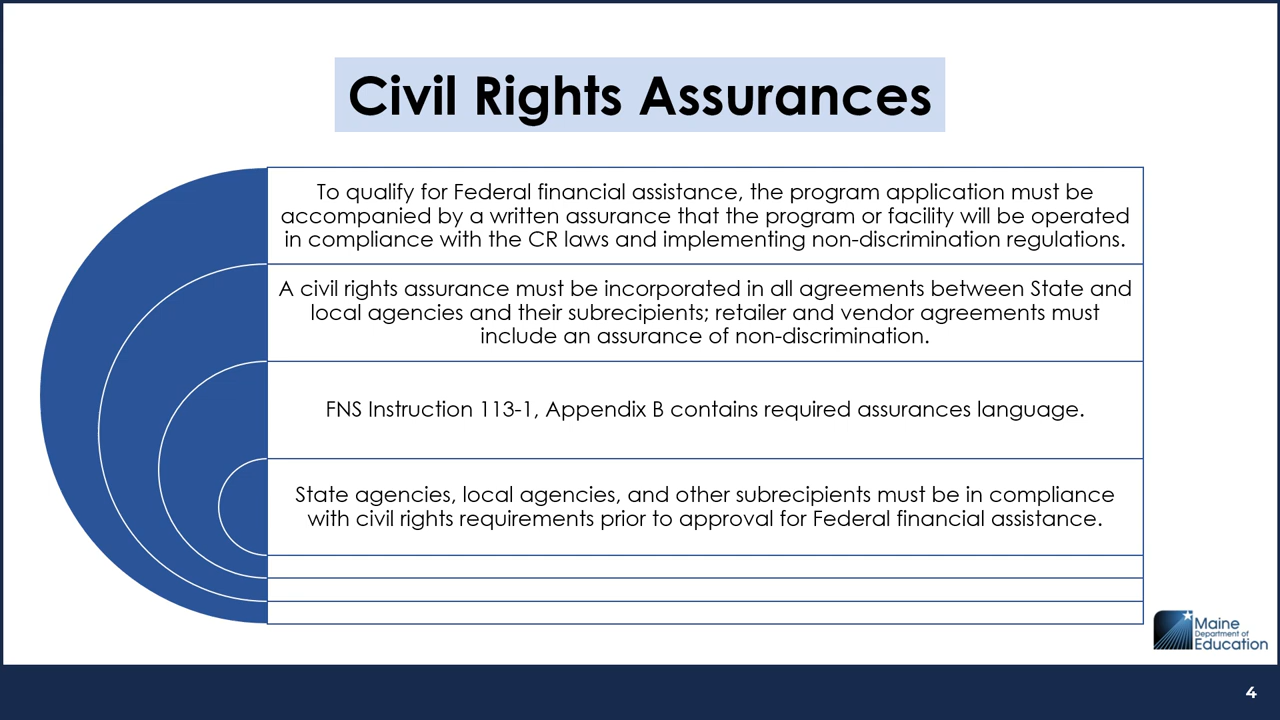 Civil Rights Assurances
To qualify for Federal financial assistance, the program application must be
accompanied by a written assurance that the program or facility will be operated
in compliance with the CR laws and implementing non-discrimination regulations.
A civil rights assurance must be incorporated in all agreements between State and
local agencies and their subrecipients; retailer and vendor agreements must
include an assurance of non-discrimination.
FNS Instruction 113-1, Appendix B contains required assurances language.
State agencies, local agencies, and other subrecipients must be in compliance
with civil rights requirements prior to approval for Federal financial assistance.
Maine
Department of
Education
4